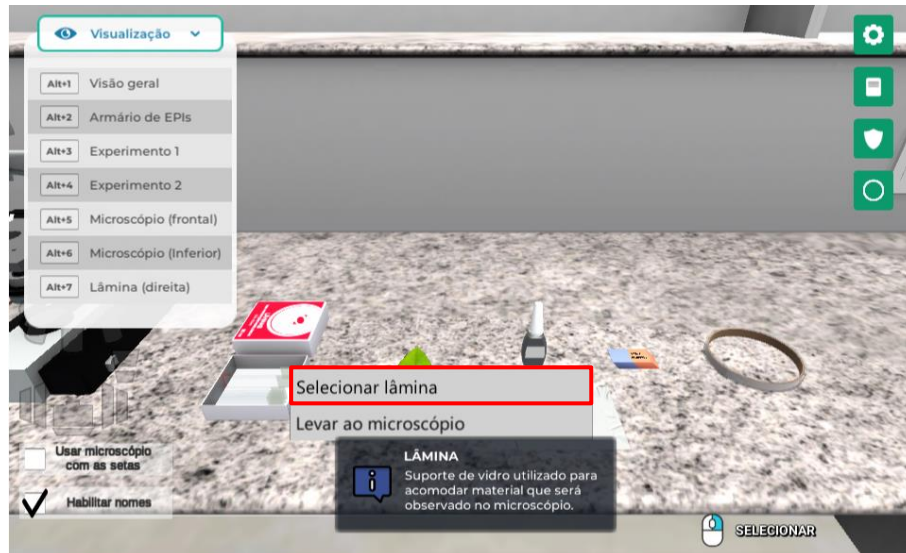 Visualização
Alt+1 Visão geral
Alt+2 Armário de EPIs
Alt+3 Experimento 1
Alt+4 Experimento 2
Alt+5 Microscópio (frontal)
Alt+6 Microscópio (Inferior)
Alt+7 Lâmina (direita)
Selecionar lâmina
Levar ao microscópio
LÂMINA
Suporte de vidro utilizado para
acomodar material que será
observado no microscópio.
Usar microscópio
com as setas
Habilitar nomes
SELECIONAR